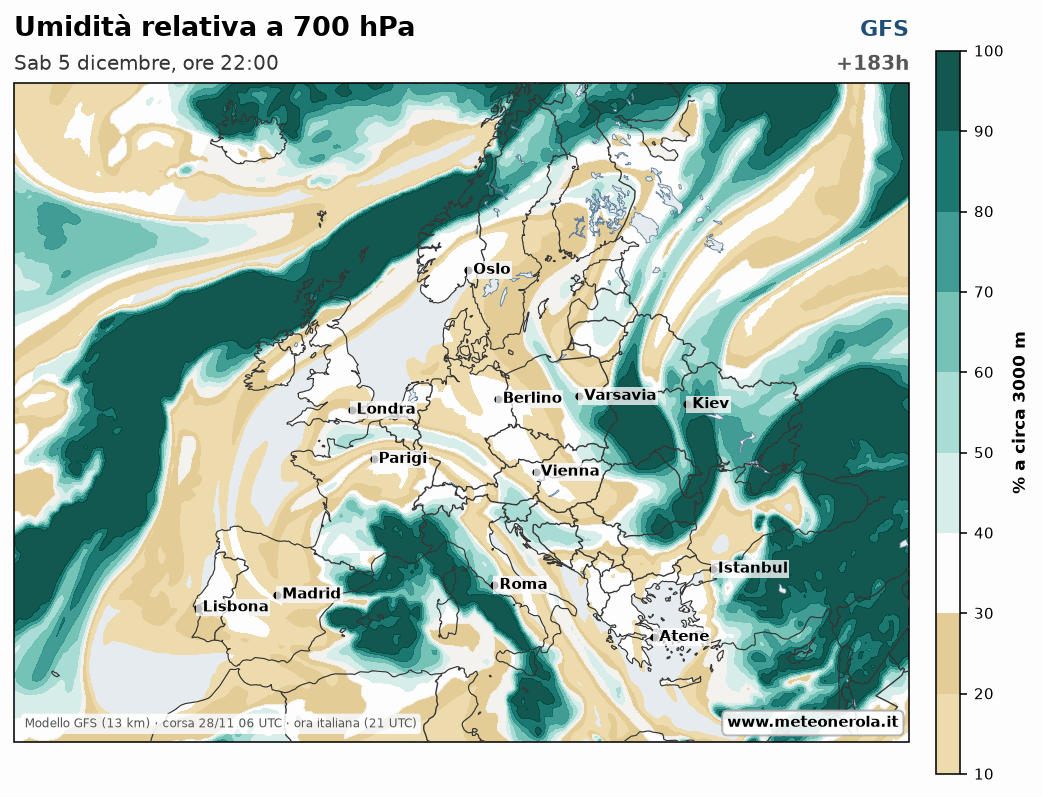 Umidità relativa a 700 hPa
GFS
Sab 5 dicembre, ore 22:00
+183h
100
90
80
70
60
50
40
30
20
10
% a circa 3000 m
Oslo
Berlino
Varsavia
Kiev
Londra
Parigi
Vienna
Istanbul
Roma
Madrid
Lisbona
Atene
Modello GFS (13 km) · corsa 28/11 06 UTC · ora italiana (21 UTC)
www.meteonerola.it